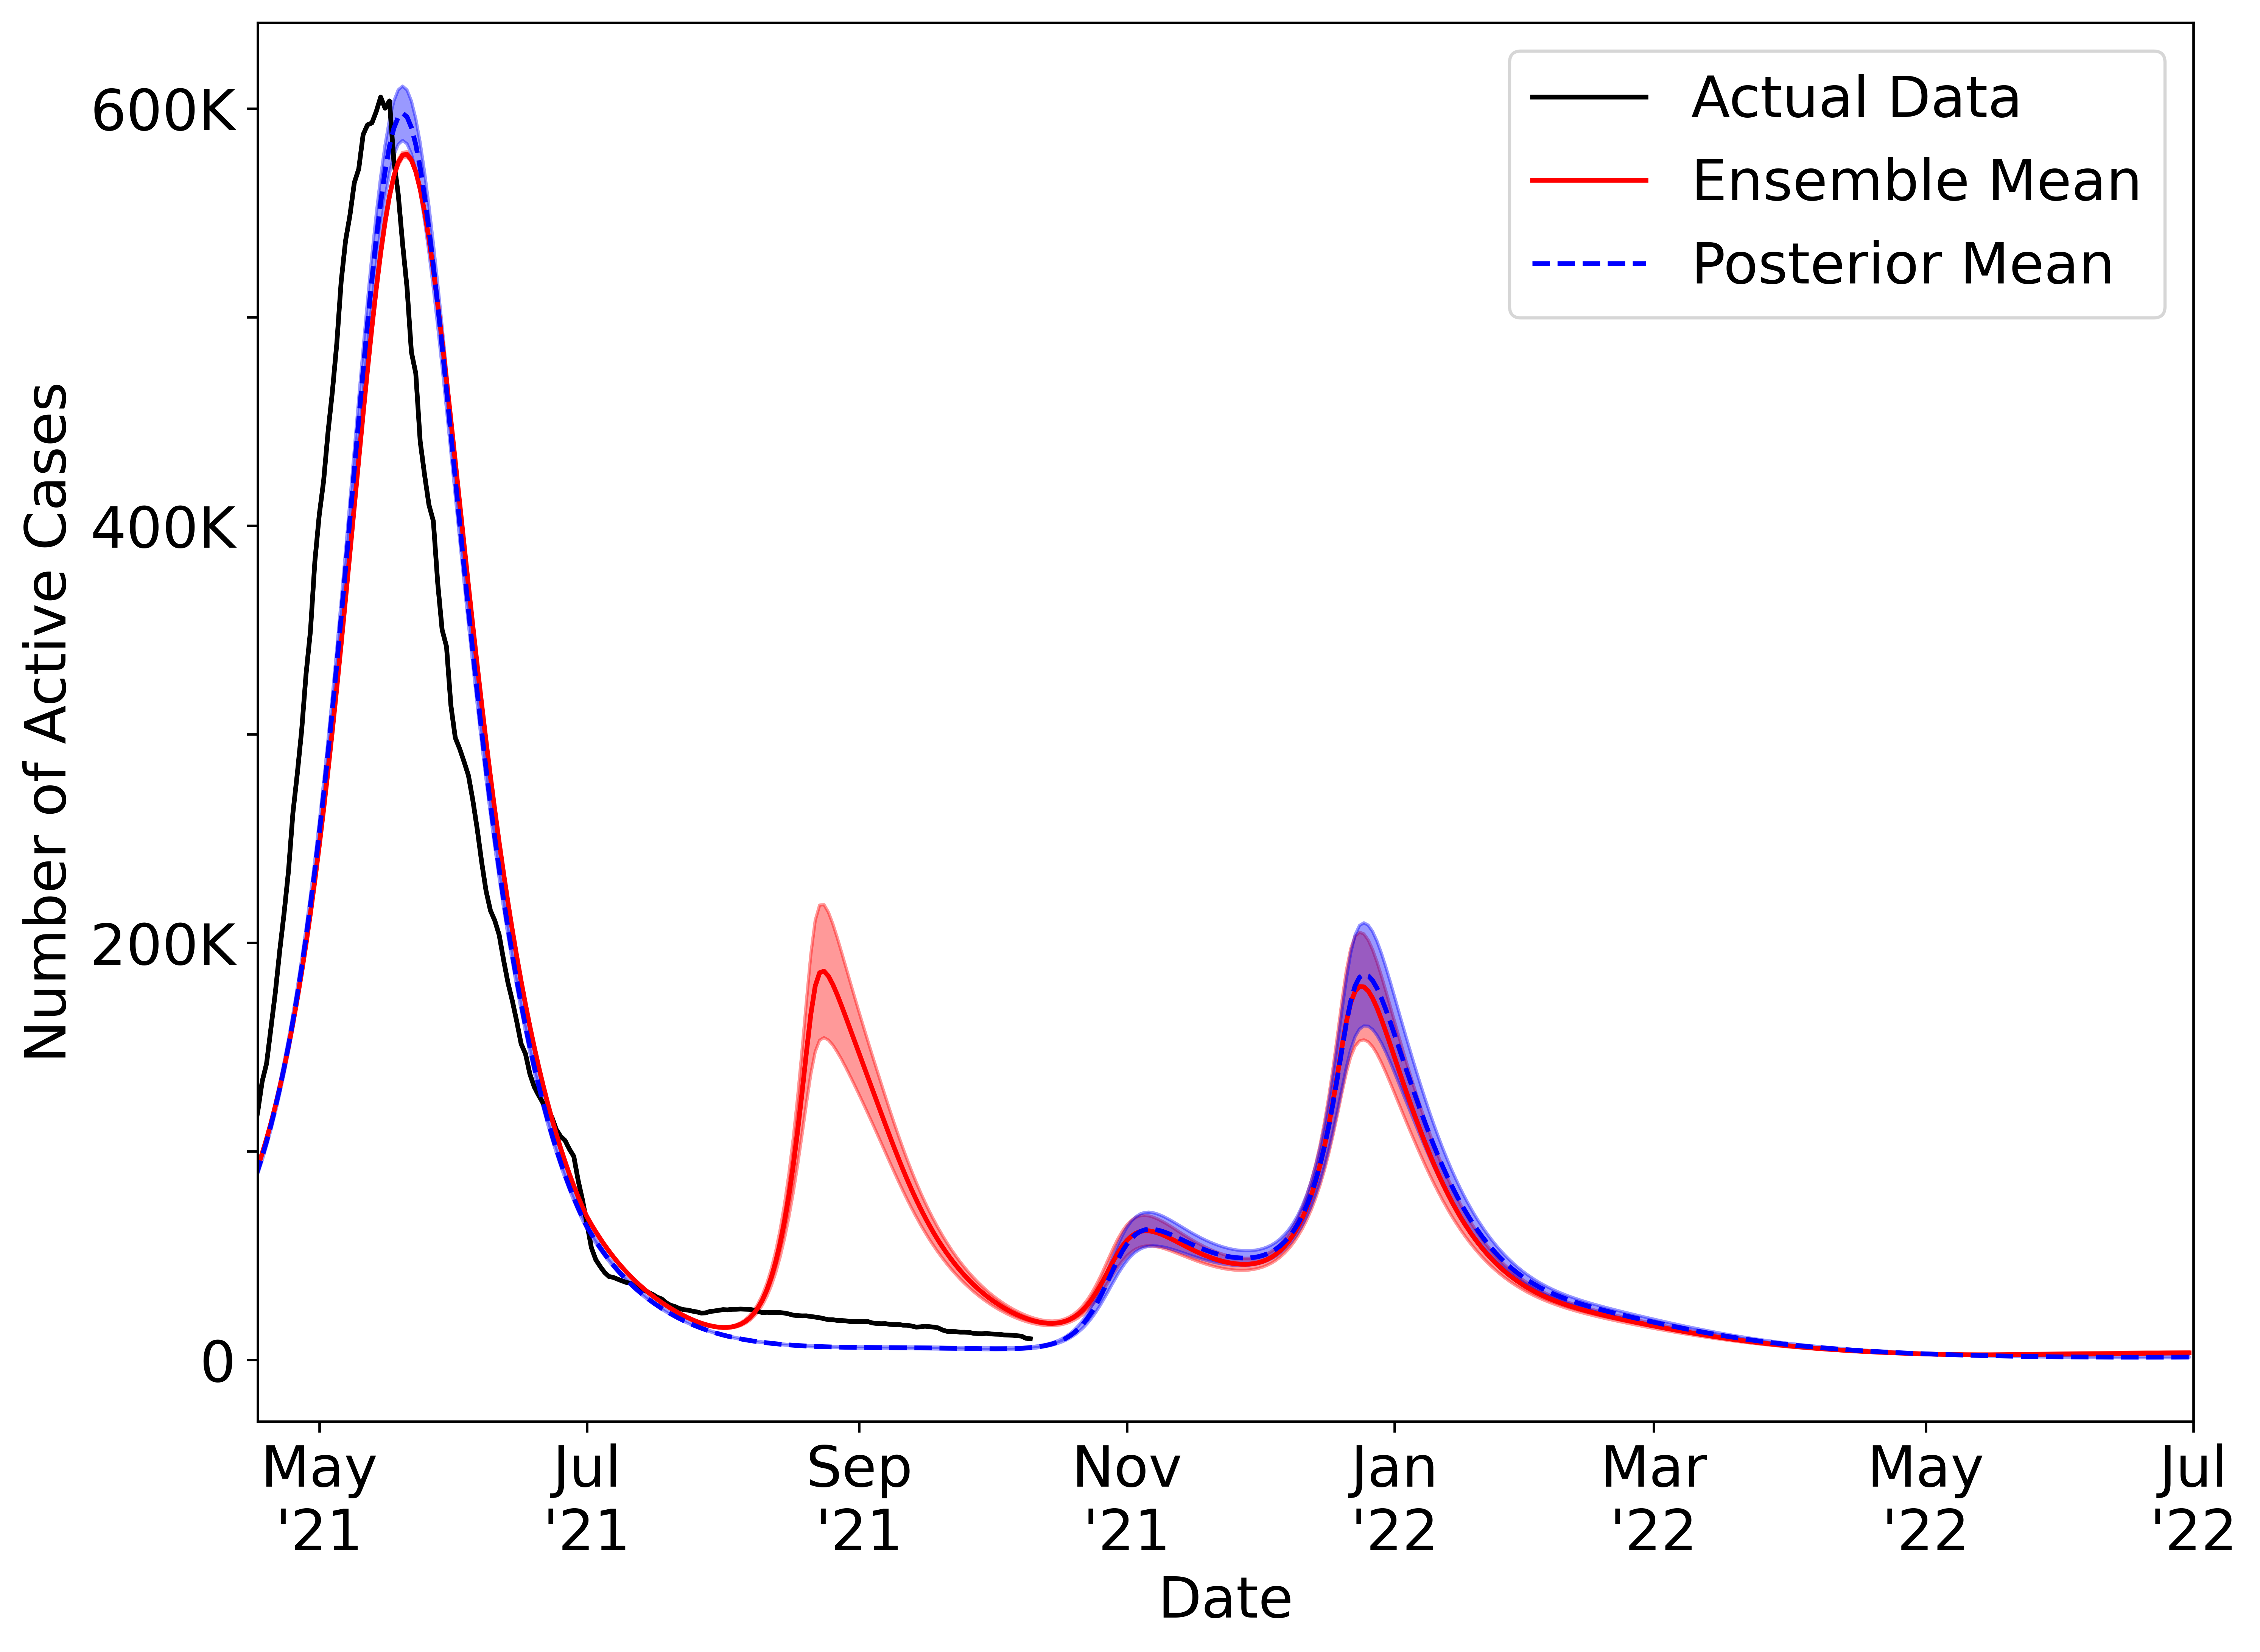 600K
400K
200K
0
Number of Active Cases
Actual Data
Ensemble Mean
Posterior Mean
May
'21
Jul
'21
Sep
'21
Nov
'21
Jan
'22
Mar
'22
May
'22
Jul
'22
Date